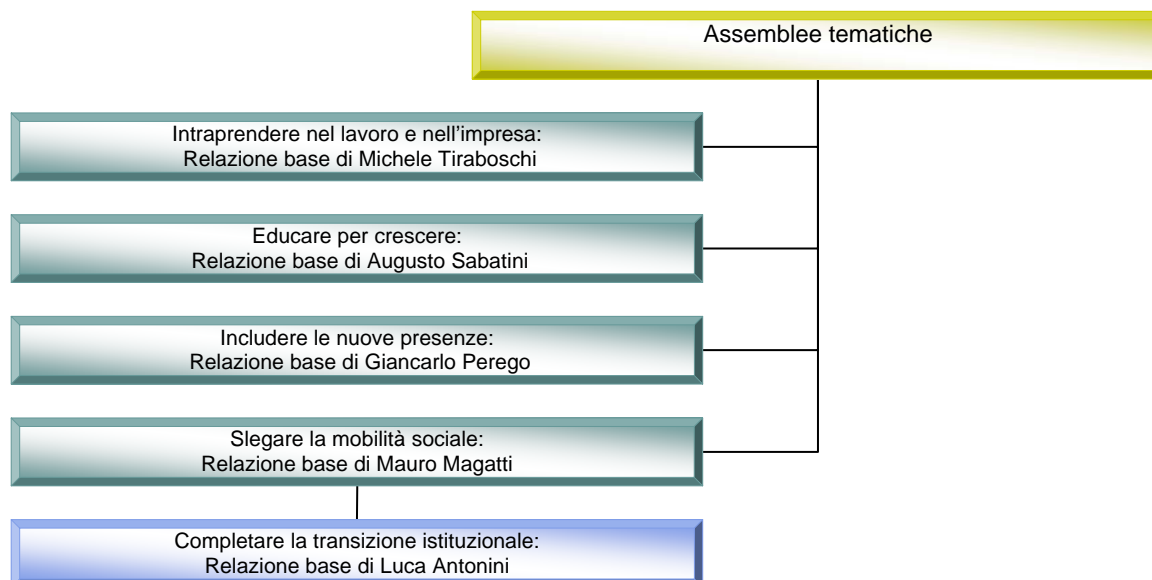 Assemblee tematiche
Intraprendere nel lavoro e nell’impresa:
Relazione base di Michele Tiraboschi
Educare per crescere:
Relazione base di Augusto Sabatini
Includere le nuove presenze:
Relazione base di Giancarlo Perego
Slegare la mobilità sociale:
Relazione base di Mauro Magatti
Completare la transizione istituzionale:
Relazione base di Luca Antonini